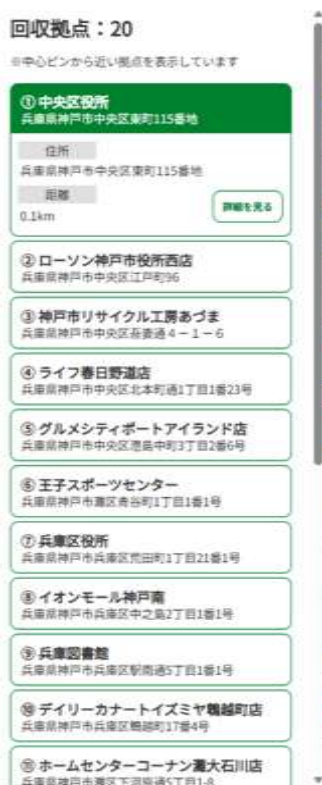 回収拠点：20
※中心ピンから近い拠点を表示しています
① 中央区役所
兵庫県神戸市中央区東町115番地
住所
兵庫県神戸市中央区東町115番地
距離
0.1km
詳細を見る
② ローソン神戸市役所西店
兵庫県神戸市中央区江戸町96
③ 神戸市リサイクル工房あづま
兵庫県神戸市中央区吾妻通４－１－６
④ ライフ春日野道店
兵庫県神戸市中央区北本町通1丁目1番23号
⑤ グルメシティポートアイランド店
兵庫県神戸市中央区港島中町3丁目2番6号
⑥ 王子スポーツセンター
兵庫県神戸市灘区青谷町1丁目1番1号
⑦ 兵庫区役所
兵庫県神戸市兵庫区荒田町1丁目21番1号
⑧ イオンモール神戸南
兵庫県神戸市兵庫区中之島2丁目1番1号
⑨ 兵庫図書館
兵庫県神戸市兵庫区駅南通5丁目1番1号
⑩ デイリーカナートイズミヤ鵯越町店
兵庫県神戸市兵庫区鵯越町17番4号
⑪ ホームセンターコーナン灘大石川店
兵庫県神戸市灘区下河原通5丁目1-8